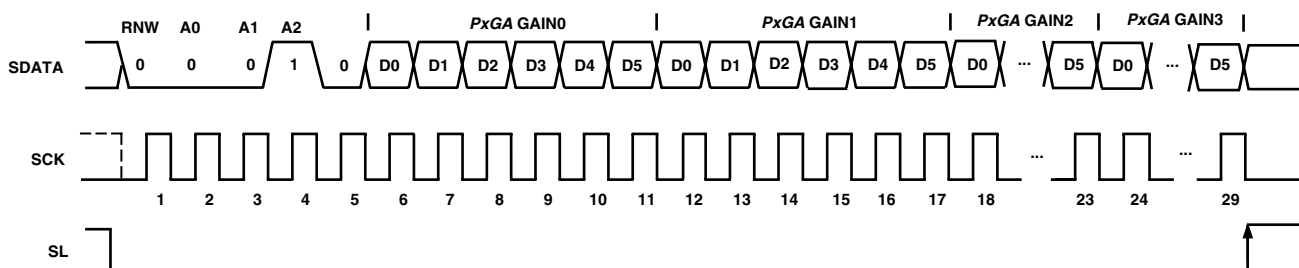 PxGA GAIN0 PxGA GAIN1 PxGA GAIN2 PxGA GAIN3
RNW A0 A1 A2
SDATA 0 0 0 1 0 D0 D1 D2 D3 D4 D5 D0 D1 D2 D3 D4 D5 D0 ... D5 D0 ... D5
SCK ... ...
1 2 3 4 5 6 7 8 9 10 11 12 13 14 15 16 17 18 23 24 29
SL